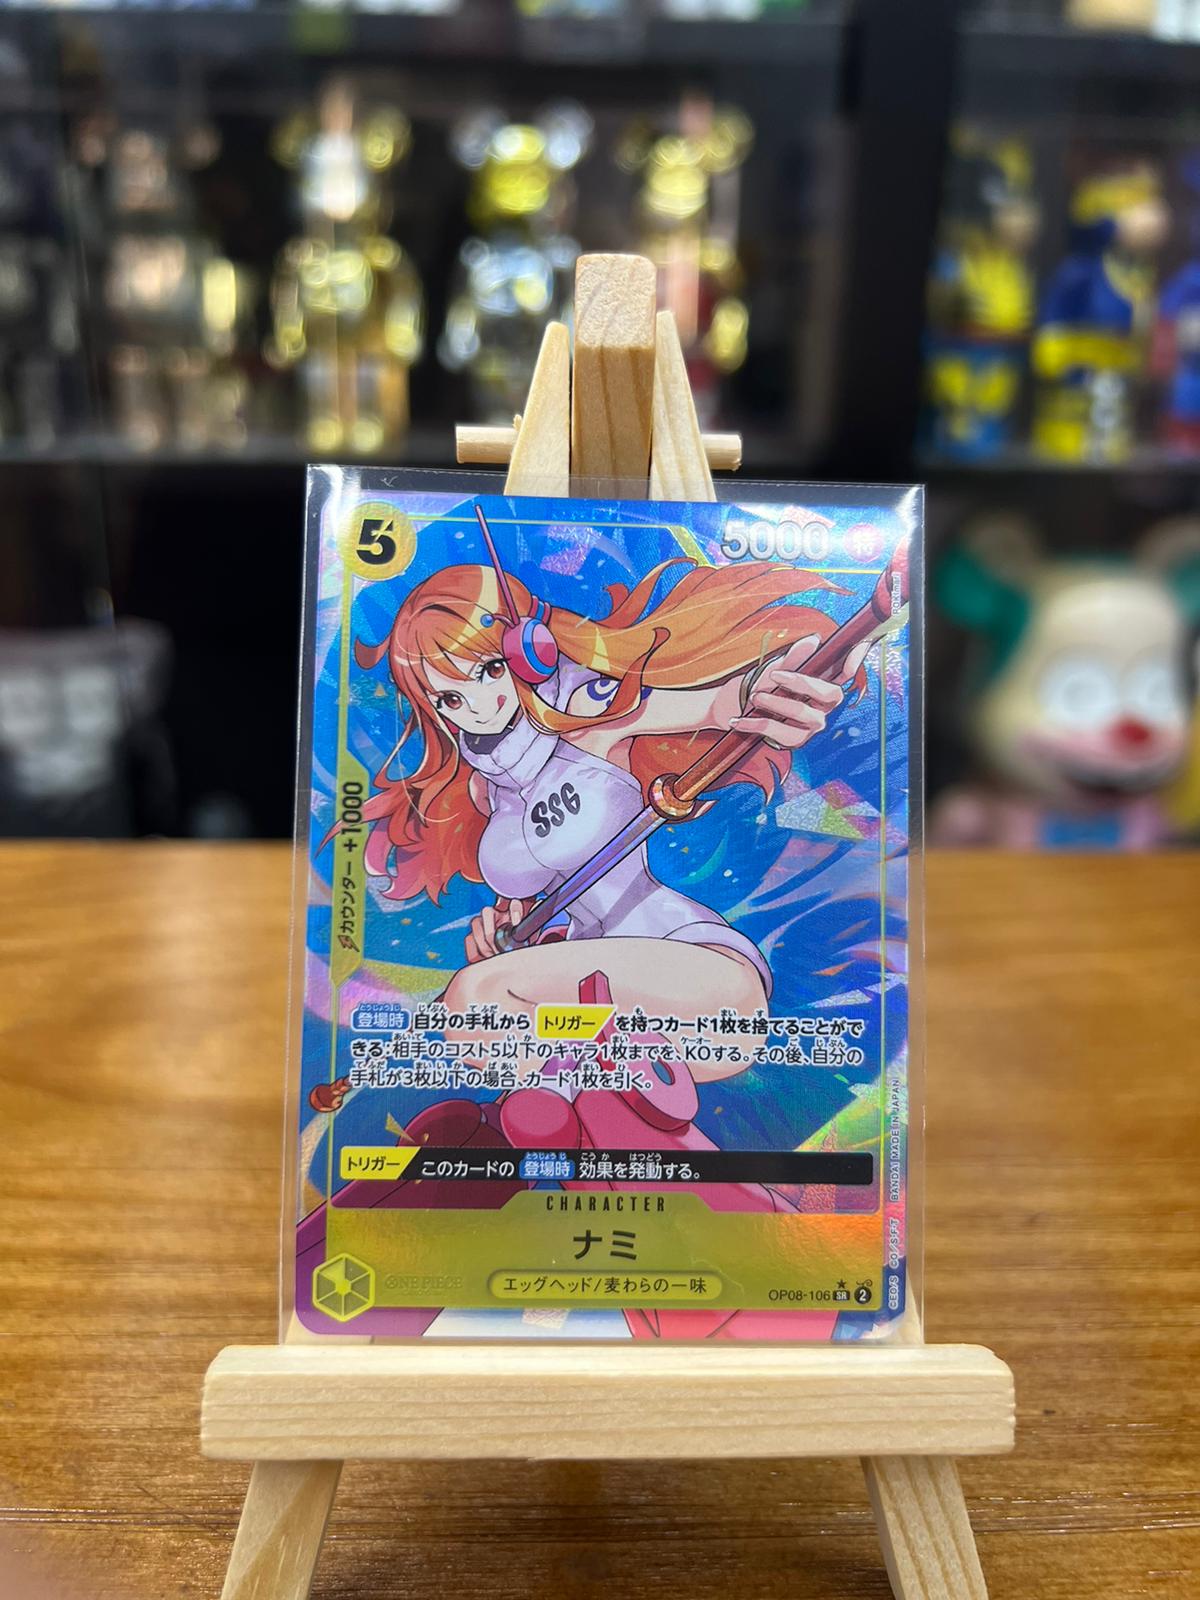 5
5000
特
カウンター +1000
SSG
登場時 自分の手札から トリガー を持つカード1枚を捨てることがで
きる:相手のコスト5以下のキャラ1枚までを、KOする。その後、自分の
手札が3枚以下の場合、カード1枚を引く。
トリガー このカードの 登場時 効果を発動する。
CHARACTER
ナミ
ONE PIECE
エッグヘッド/麦わらの一味
OP08-106 SR 2
BANDAI MADE IN JAPAN